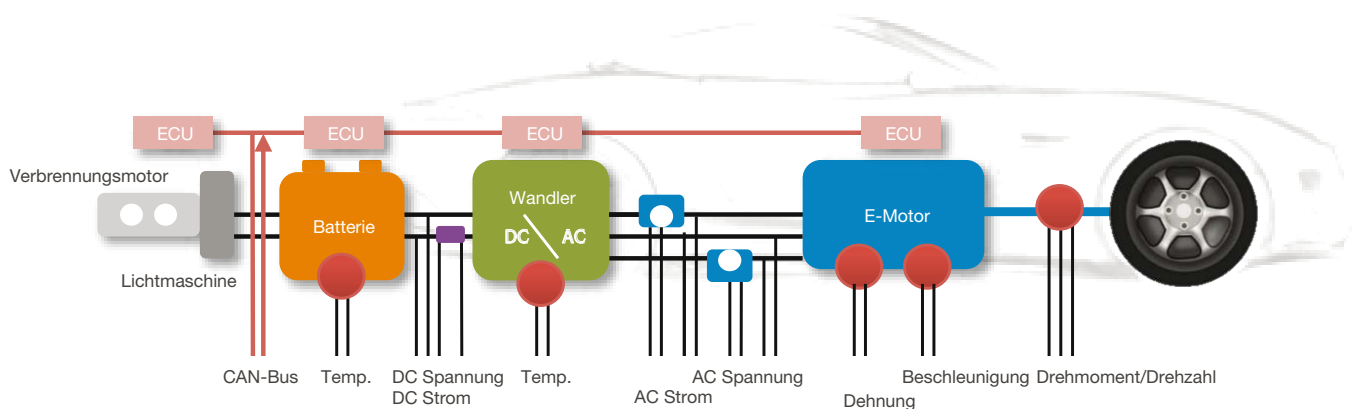 ECU
ECU
ECU
ECU
Verbrennungsmotor
Wandler
E-Motor
Batterie
DC
AC
Lichtmaschine
CAN-Bus
Temp.
DC Spannung
DC Strom
Temp.
AC Strom
AC Spannung
Dehnung
Beschleunigung
Drehmoment/Drehzahl